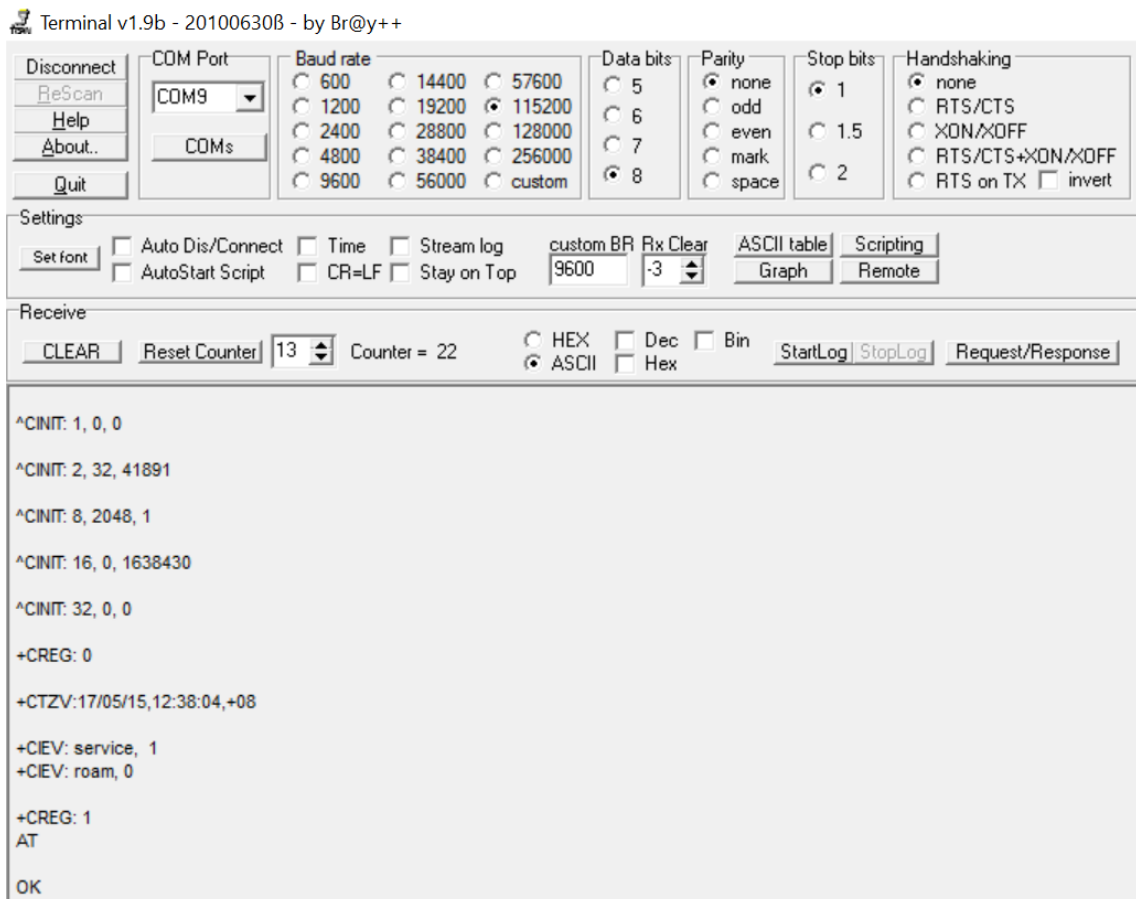 Terminal v1.9b - 20100630ß - by Br@y++
Disconnect
ReScan
Help
About..
Quit
COM Port
COM9
COMs
Baud rate
600 14400 57600
1200 19200 115200
2400 28800 128000
4800 38400 256000
9600 56000 custom
Data bits
5
6
7
8
Parity
none
odd
even
mark
space
Stop bits
1
1.5
2
Handshaking
none
RTS/CTS
XON/XOFF
RTS/CTS+XON/XOFF
RTS on TX invert
Settings
Set font
Auto Dis/Connect Time Stream log
AutoStart Script CR=LF Stay on Top
custom BR Rx Clear
9600 -3
ASCII table Scripting
Graph Remote
Receive
CLEAR Reset Counter 13 Counter = 22
HEX Dec Bin
ASCII Hex
StartLog StopLog Request/Response
^CINIT: 1, 0, 0
^CINIT: 2, 32, 41891
^CINIT: 8, 2048, 1
^CINIT: 16, 0, 1638430
^CINIT: 32, 0, 0
+CREG: 0
+CTZV:17/05/15,12:38:04,+08
+CIEV: service, 1
+CIEV: roam, 0
+CREG: 1
AT
OK